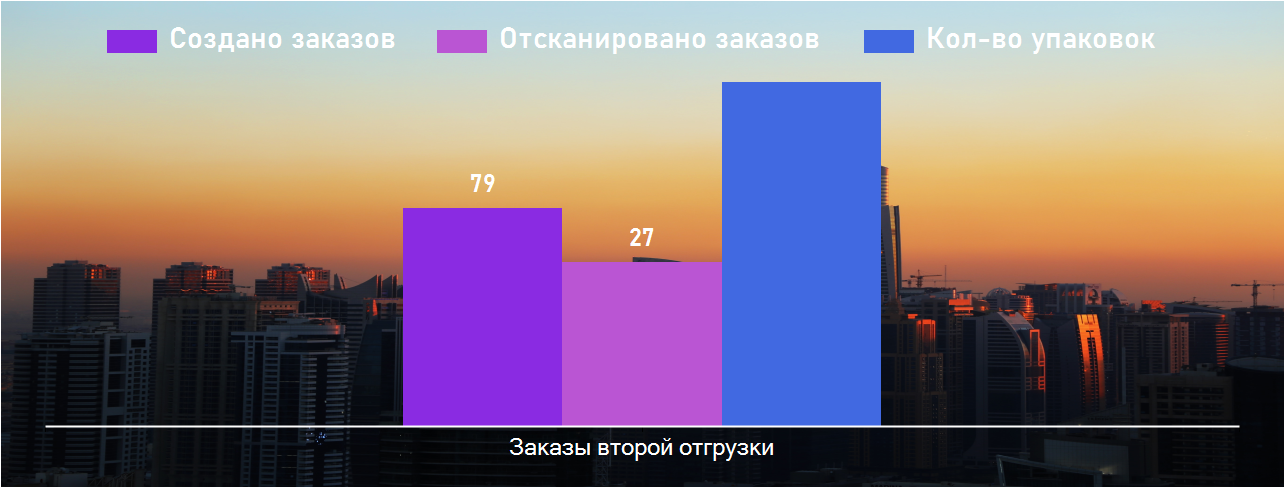 Создано заказов Отсканировано заказов Кол-во упаковок
79
27
Заказы второй отгрузки